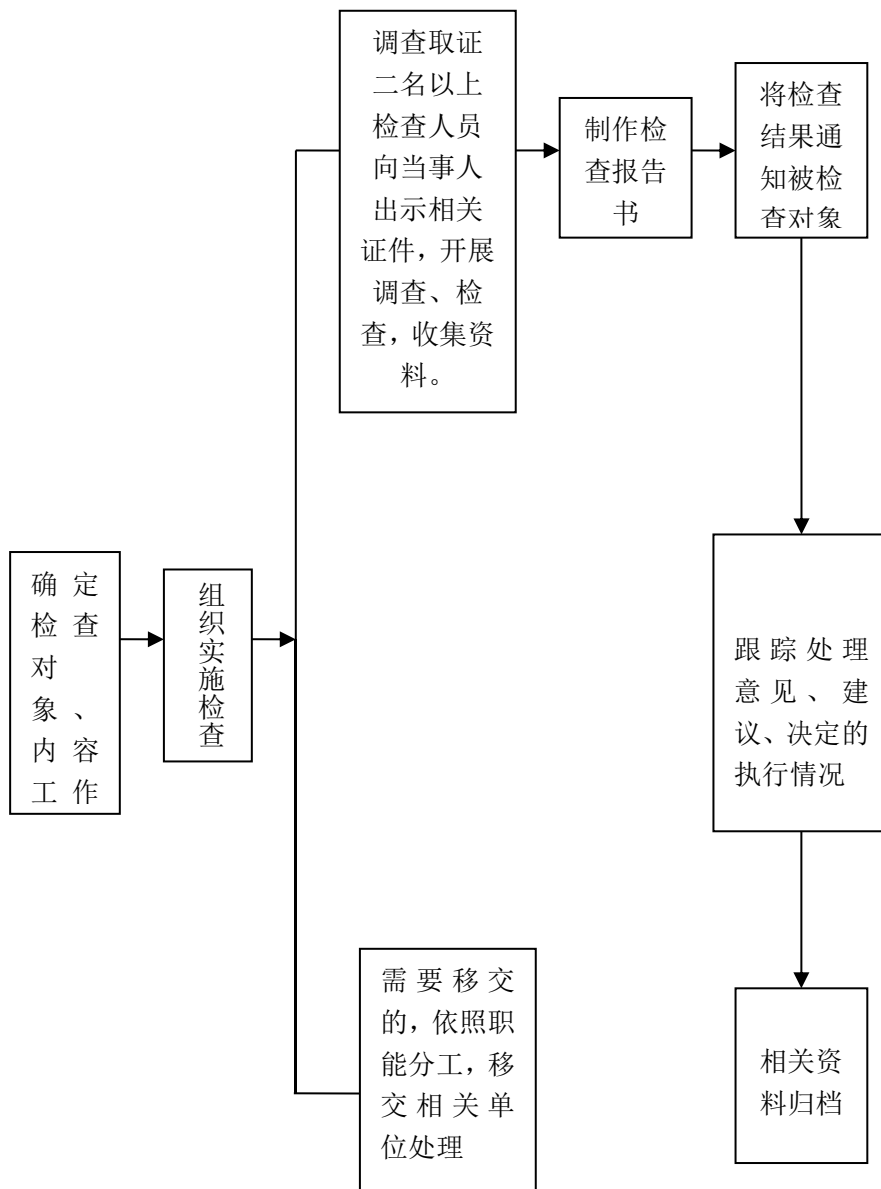 确定
检查
对
象、
内容
工作
组织实施检查
调查取证
二名以上
检查人员
向当事人
出示相关
证件，开展
调查、检
查，收集资
料。
制作检
查报告
书
将检查
结果通
知被检
查对象
跟踪处理
意见、建
议、决定的
执行情况
相关资
料归档
需要移交
的，依照职
能分工，移
交相关单
位处理